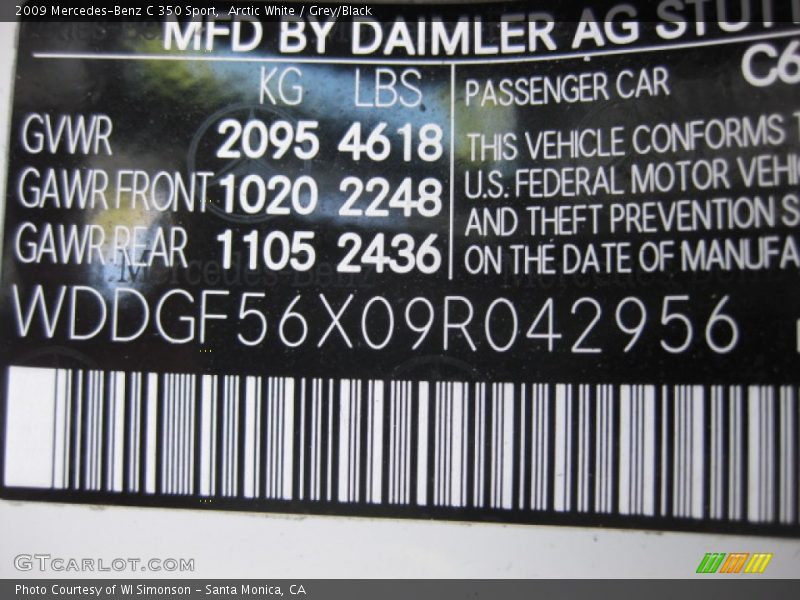 2009 Mercedes-Benz C 350 Sport, Arctic White / Grey/Black
MFD BY DAIMLER AG STUTT
C6
KG LBS
GVWR 2095 4618
GAWR FRONT 1020 2248
GAWR REAR 1105 2436
PASSENGER CAR
THIS VEHICLE CONFORMS T
U.S. FEDERAL MOTOR VEHI
AND THEFT PREVENTION S
ON THE DATE OF MANUFA
WDDGF56X09R042956
GTCARLOT.COM
Photo Courtesy of WI Simonson - Santa Monica, CA